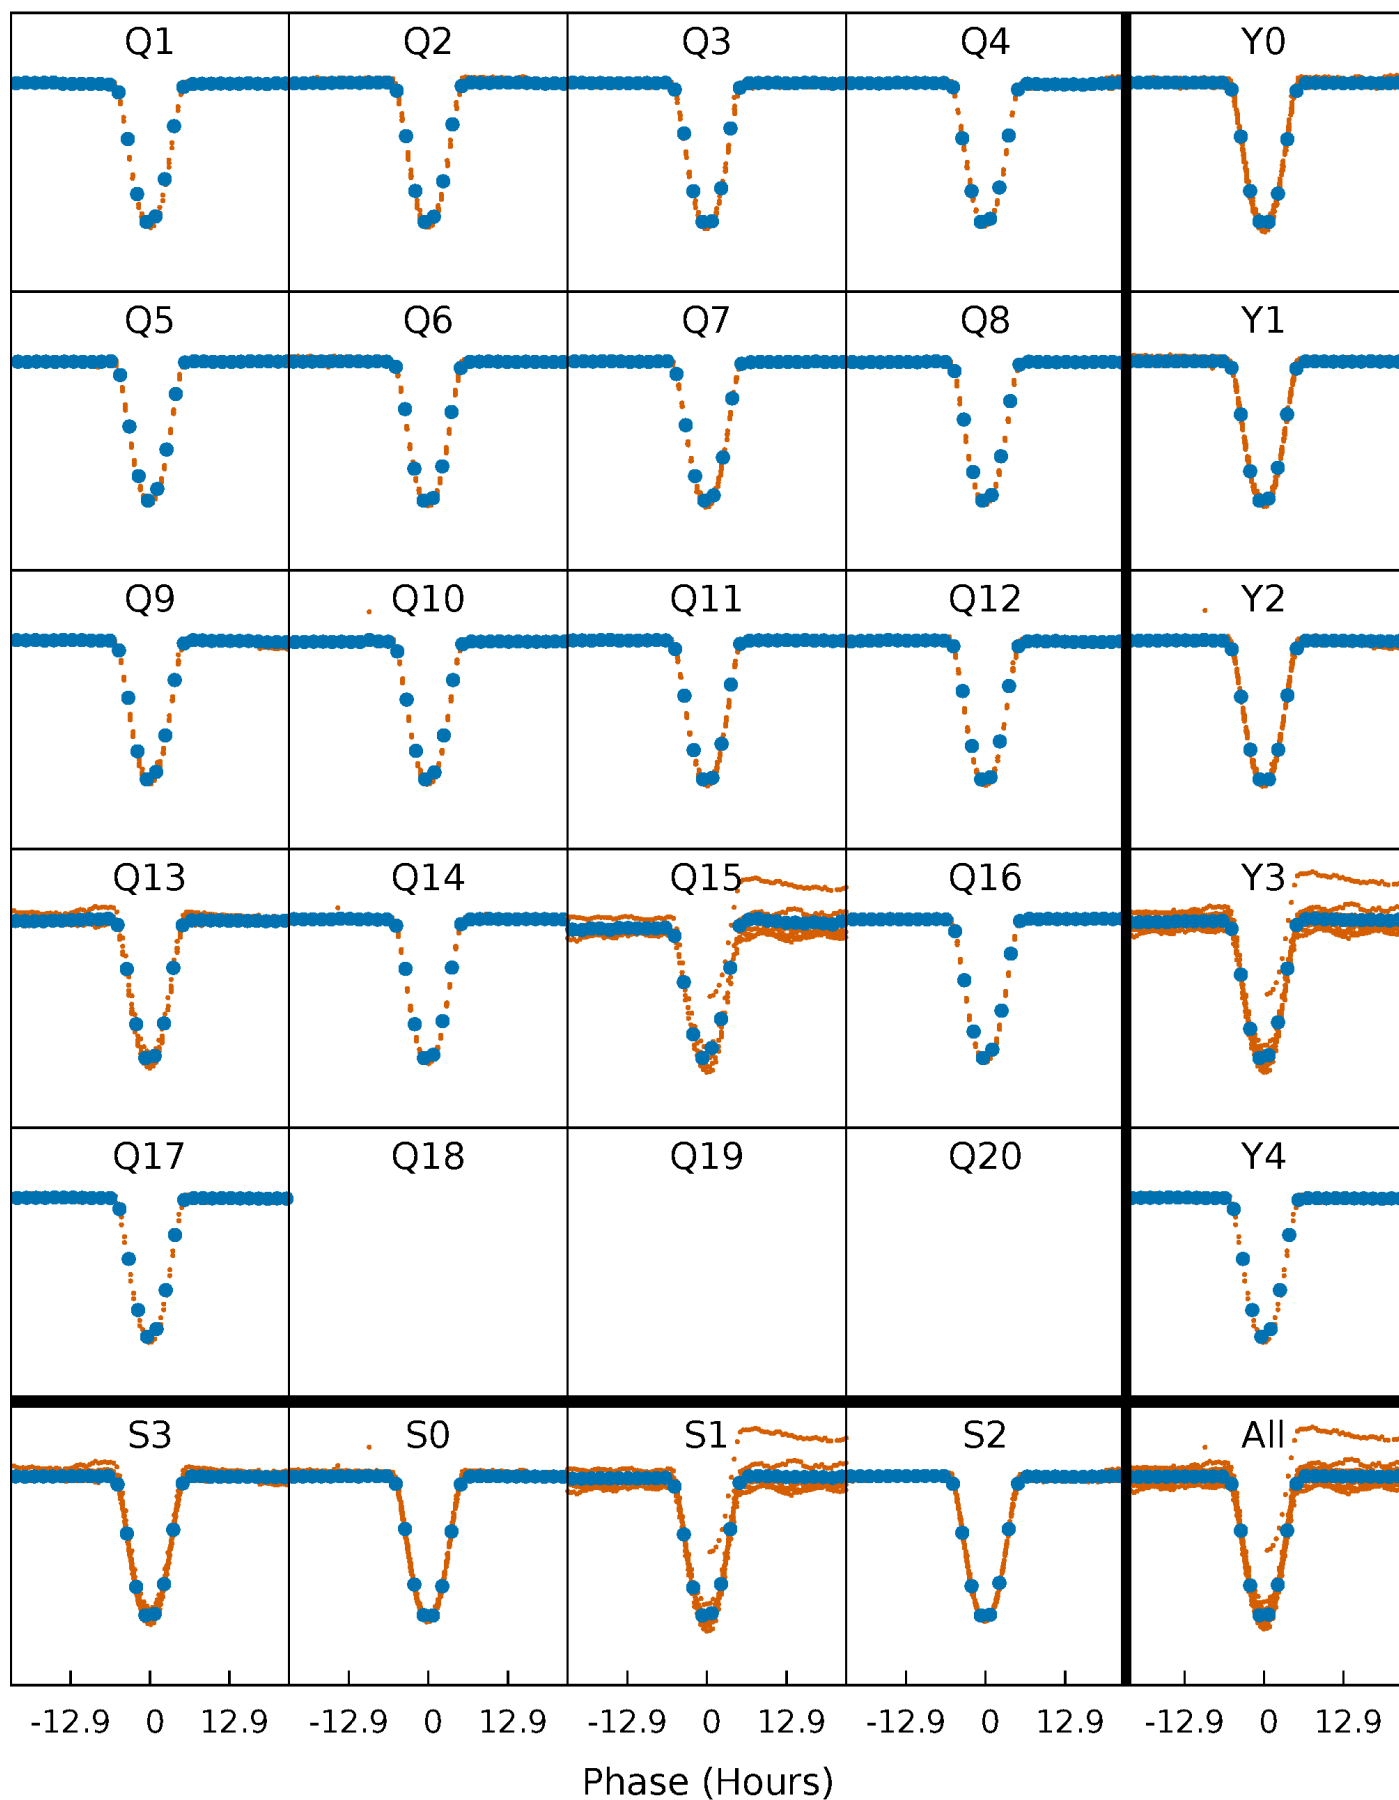 Q1 Q2 Q3 Q4 Y0
Q5 Q6 Q7 Q8 Y1
Q9 Q10 Q11 Q12 Y2
Q13 Q14 Q15 Q16 Y3
Q17 Q18 Q19 Q20 Y4
S3 S0 S1 S2 All
-12.9 0 12.9 -12.9 0 12.9 -12.9 0 12.9 -12.9 0 12.9 -12.9 0 12.9
Phase (Hours)